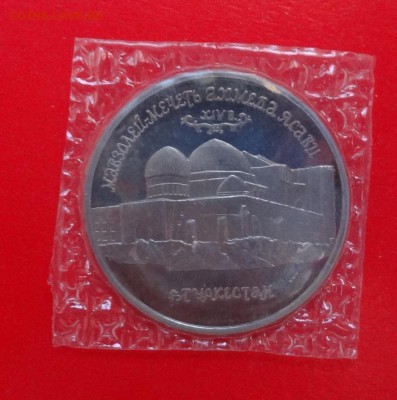 МАВЗОЛЕЙ-МЕЧЕТЬ АХМЕДА ЯСАВИ
XIV В.
Г. ТУРКЕСТАН